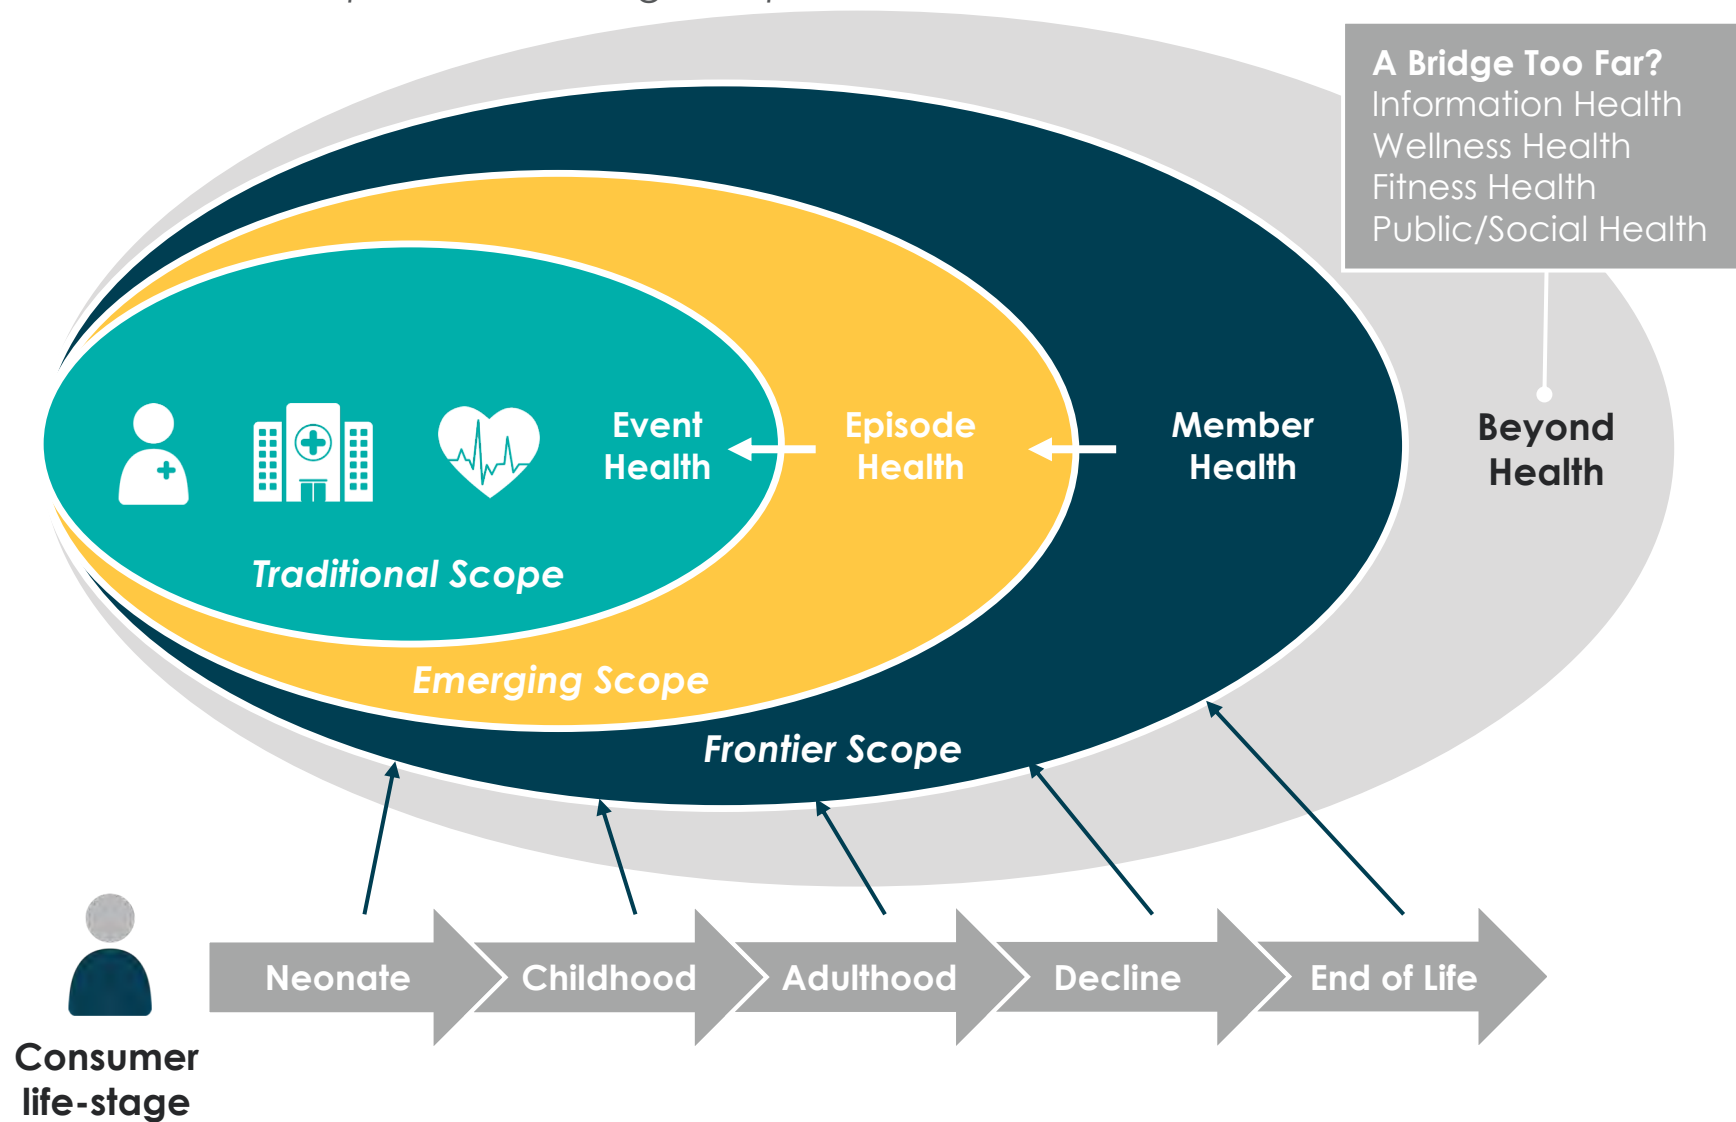 A Bridge Too Far?
Information Health
Wellness Health
Fitness Health
Public/Social Health
Event
Health
Episode
Health
Member
Health
Beyond
Health
Traditional Scope
Emerging Scope
Frontier Scope
Neonate
Childhood
Adulthood
Decline
End of Life
Consumer
life-stage